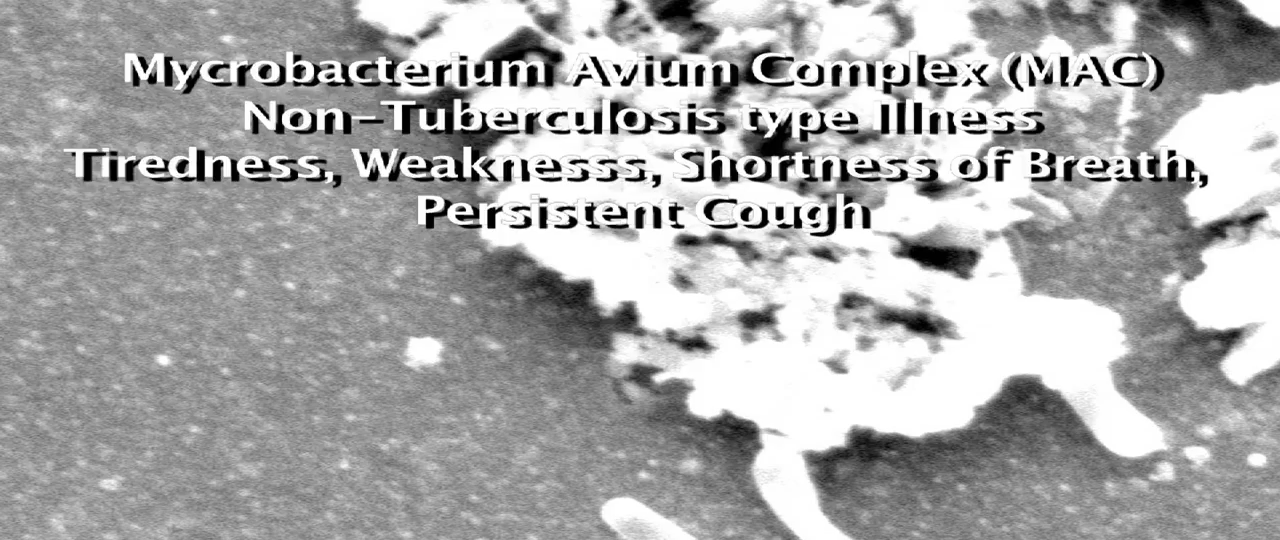 Mycrobacterium Avium Complex (MAC)
Non-Tuberculosis type Illness
Tiredness, Weaknesss, Shortness of Breath,
Persistent Cough